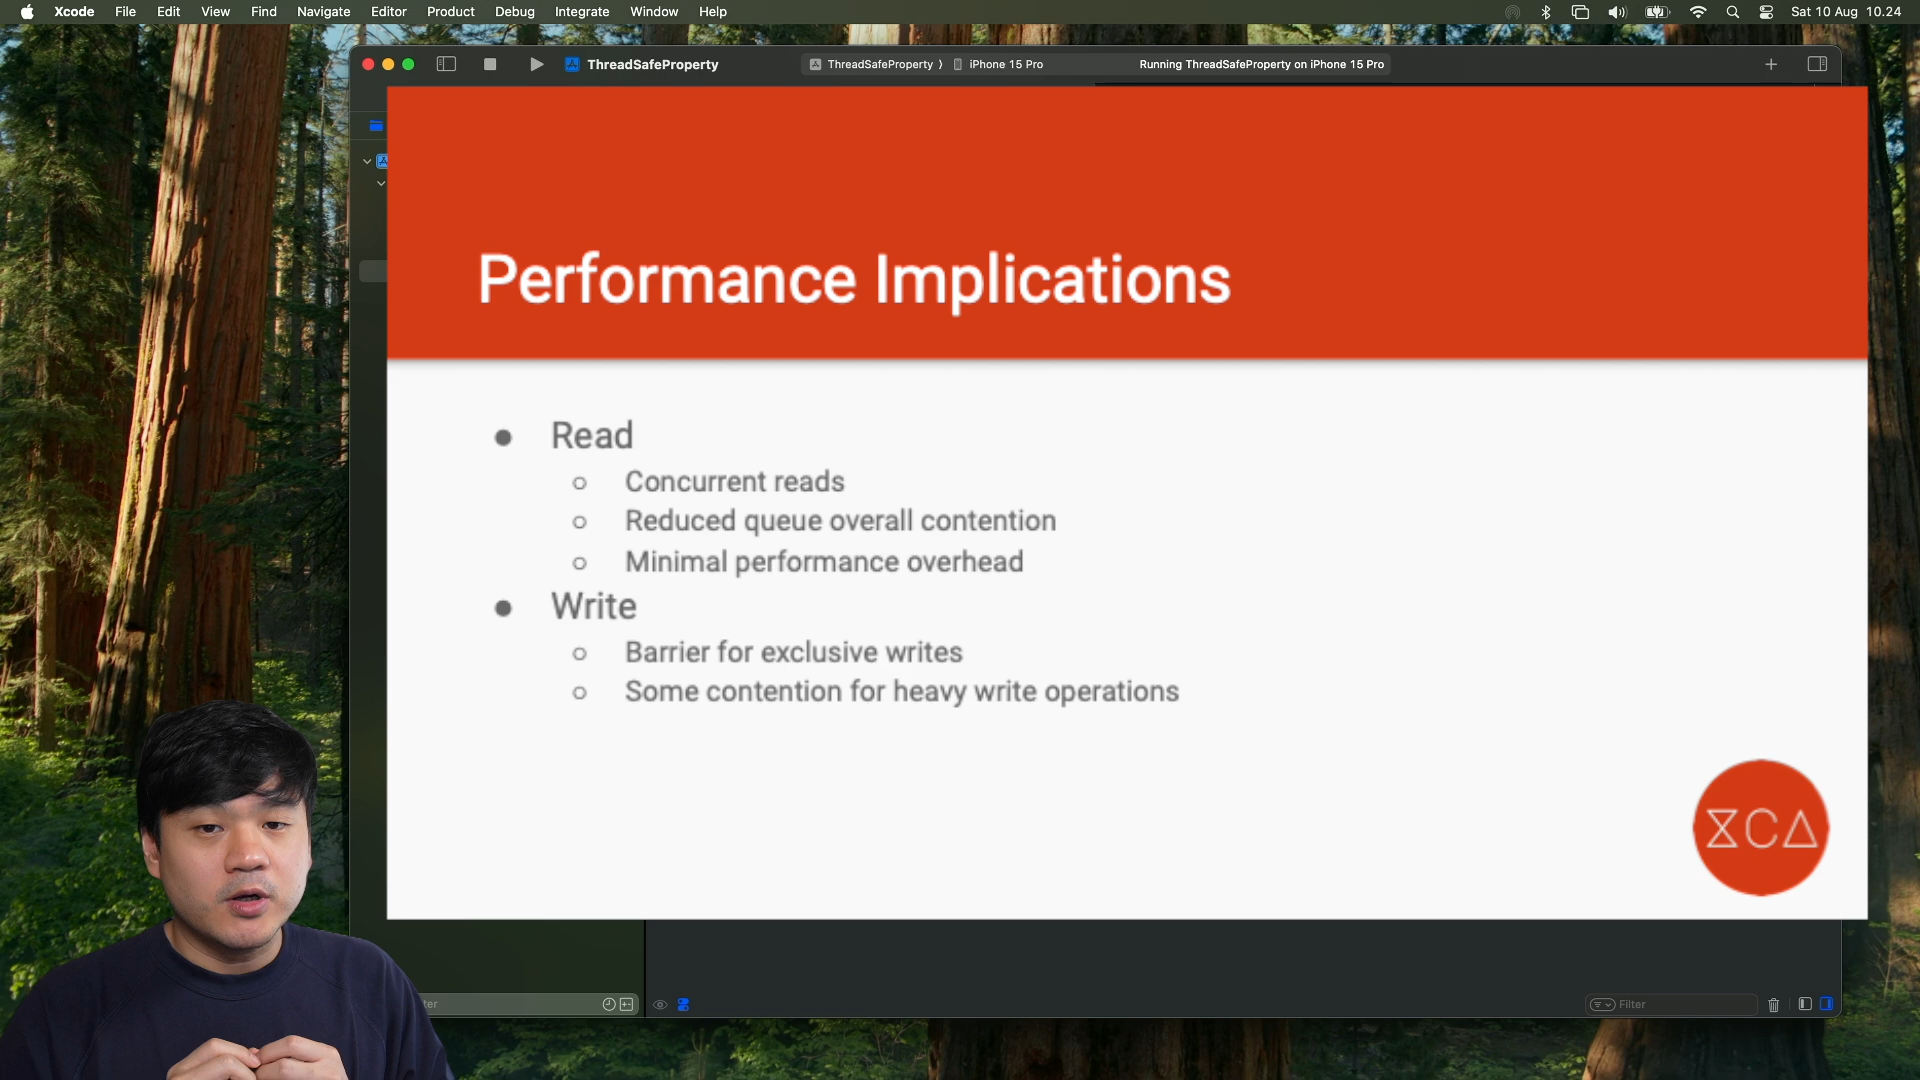 Xcode File Edit View Find Navigate Editor Product Debug Integrate Window Help Sat 10 Aug 10.24
ThreadSafeProperty ThreadSafeProperty iPhone 15 Pro Running ThreadSafeProperty on iPhone 15 Pro
Performance Implications
Read
Concurrent reads
Reduced queue overall contention
Minimal performance overhead
Write
Barrier for exclusive writes
Some contention for heavy write operations
XCA
Filter